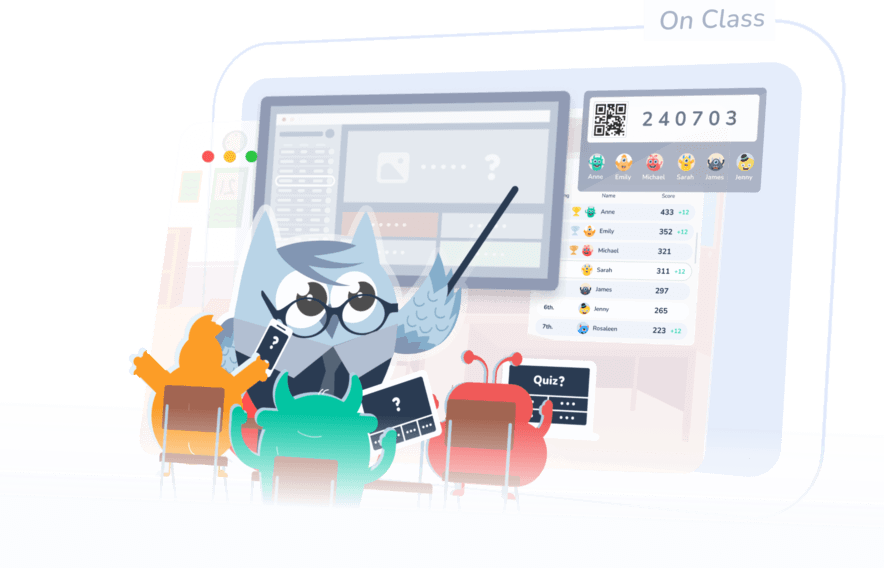 On Class
240703
Anne Emily Michael Sarah James Jenny
Name Score
Anne 433 +12
Emily 352 +12
Michael 321
Sarah 311 +12
James 297
6th. Jenny 265
7th. Rosaleen 223 +12
?
?
?
Quiz?